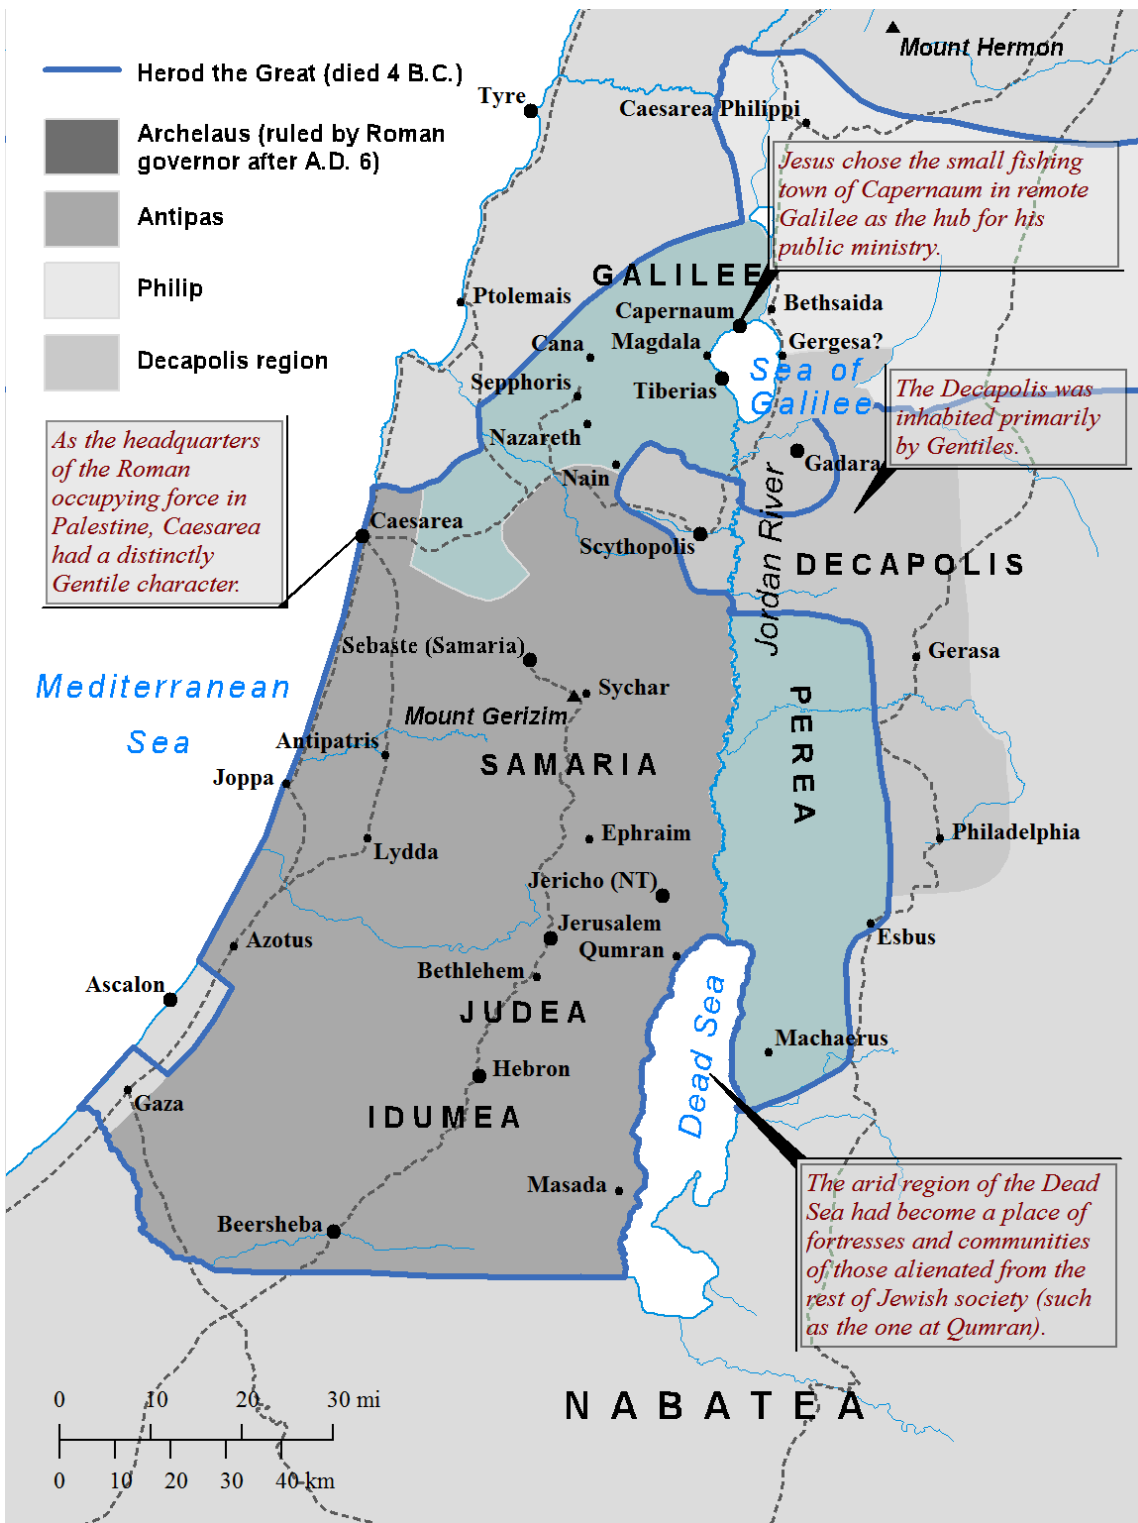 Herod the Great (died 4 B.C.)
Archelaus (ruled by Roman
governor after A.D. 6)
Antipas
Philip
Decapolis region
Mount Hermon
Tyre
Caesarea Philippi
Jesus chose the small fishing
town of Capernaum in remote
Galilee as the hub for his
public ministry.
GALILEE
Ptolemais
Capernaum
Bethsaida
Cana
Magdala
Gergesa?
Sepphoris
Tiberias
Sea of
Galilee
The Decapolis was
inhabited primarily
by Gentiles.
As the headquarters
of the Roman
occupying force in
Palestine, Caesarea
had a distinctly
Gentile character.
Nazareth
Nain
Gadara
Caesarea
Scythopolis
Jordan River
DECAPOLIS
Sebaste (Samaria)
Gerasa
Mediterranean
Sea
Sychar
Mount Gerizim
PEREA
Antipatris
SAMARIA
Joppa
Lydda
Ephraim
Philadelphia
Jericho (NT)
Jerusalem
Azotus
Qumran
Esbus
Bethlehem
Ascalon
JUDEA
Dead Sea
Machaerus
Hebron
Gaza
IDUMEA
Masada
The arid region of the Dead
Sea had become a place of
fortresses and communities
of those alienated from the
rest of Jewish society (such
as the one at Qumran).
Beersheba
NABATEA
0 10 20 30 mi
0 10 20 30 40 km